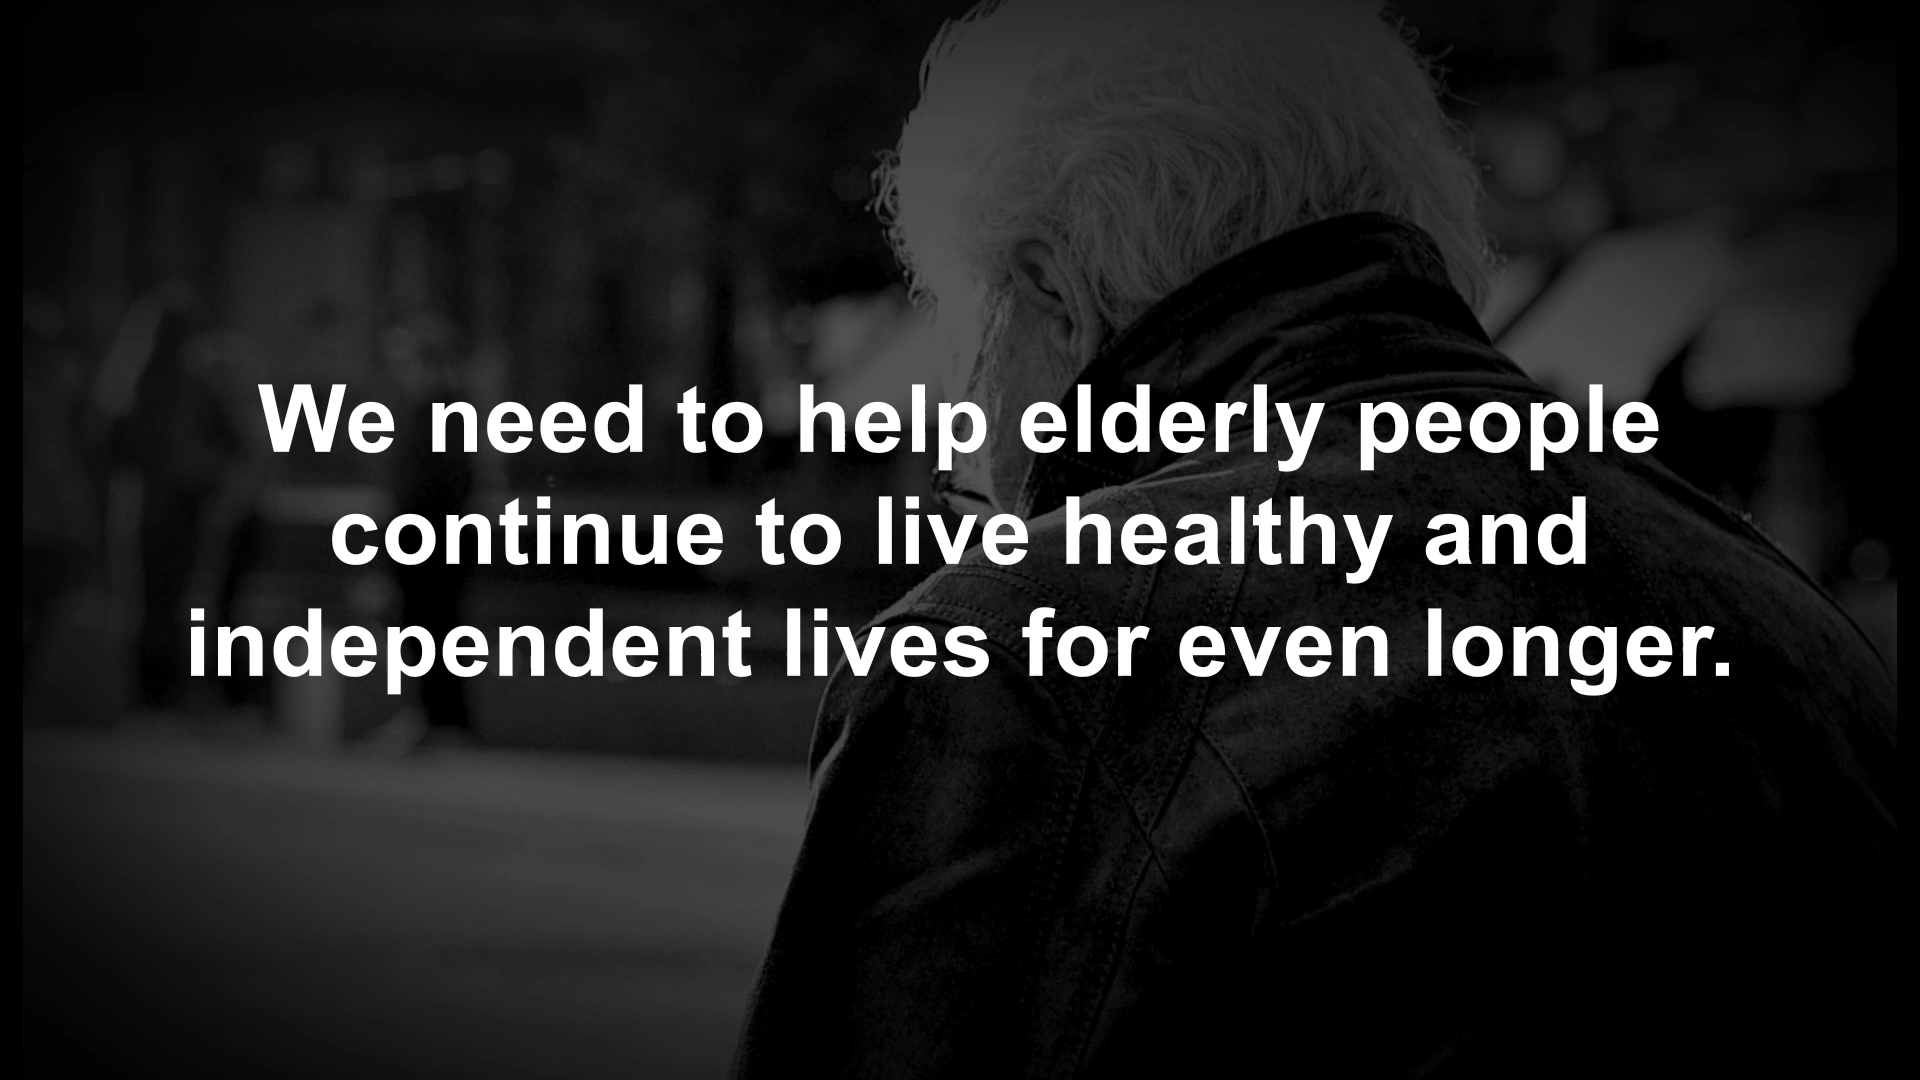 We need to help elderly people
continue to live healthy and
independent lives for even longer.